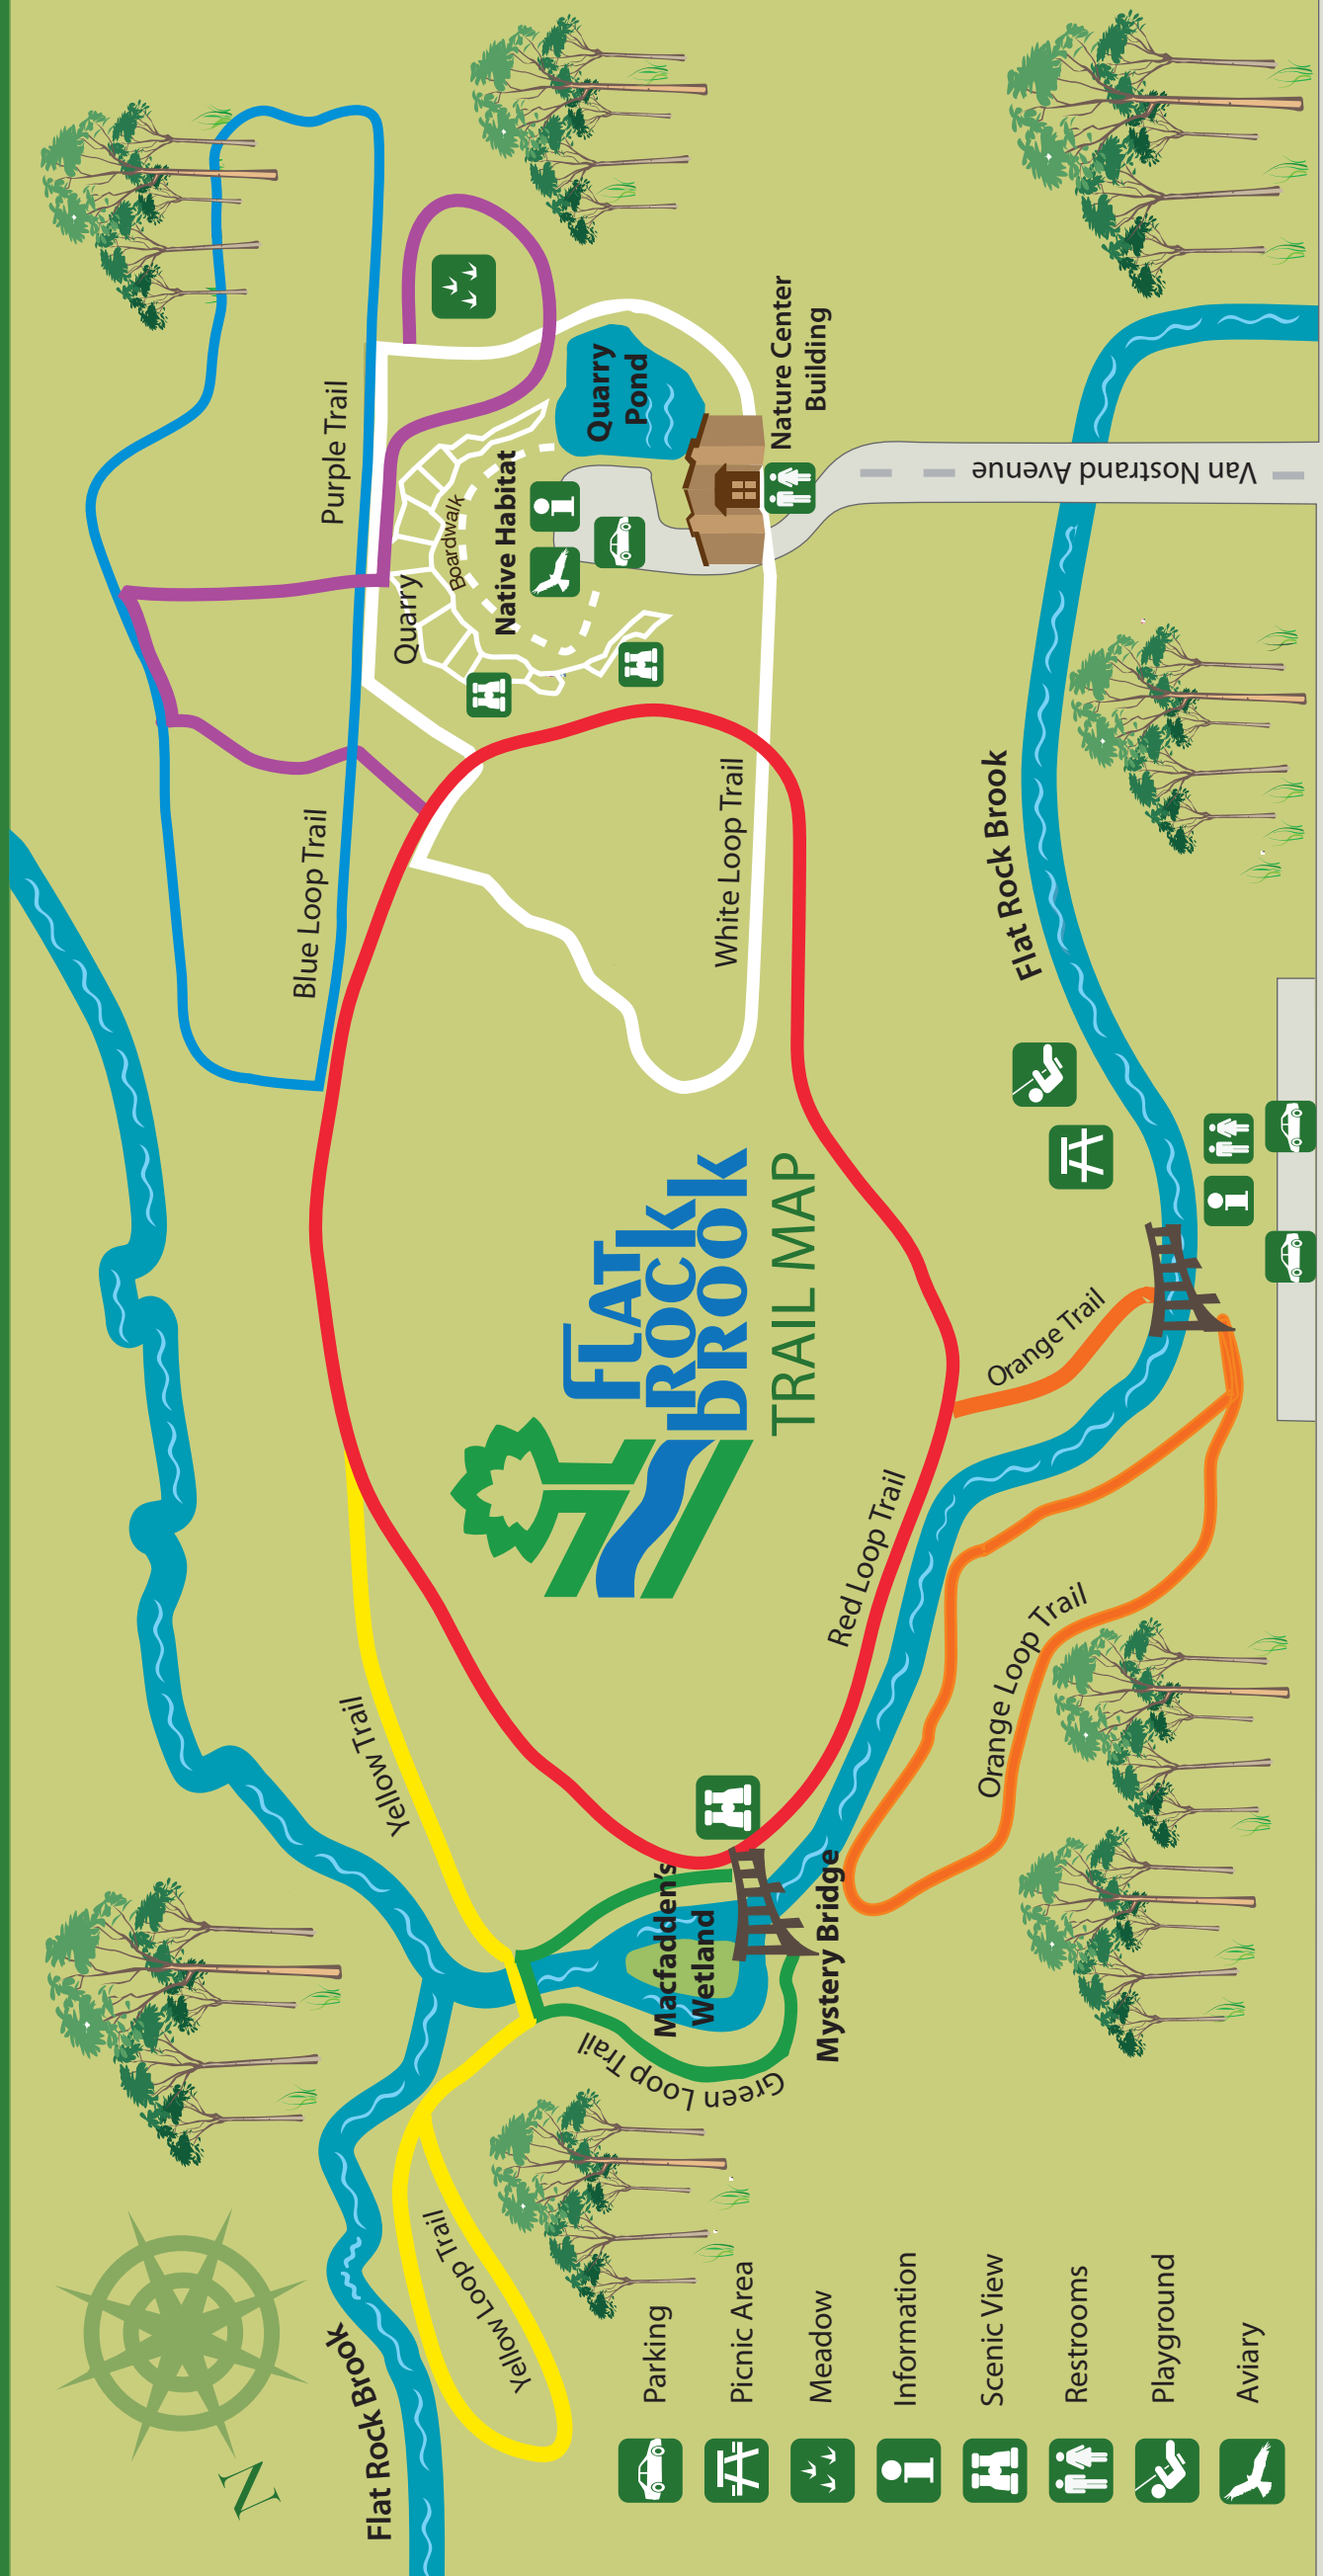 FLAT
ROCK
brook
TRAIL MAP
N
Flat Rock Brook
Yellow Loop Trail
Yellow Trail
Green Loop Trail
Macfadden's
Wetland
Mystery Bridge
Red Loop Trail
Orange Loop Trail
Orange Trail
Blue Loop Trail
White Loop Trail
Flat Rock Brook
Purple Trail
Quarry
Boardwalk
Native Habitat
Quarry
Pond
Nature Center
Building
Van Nostrand Avenue
Parking
Picnic Area
Meadow
Information
Scenic View
Restrooms
Playground
Aviary